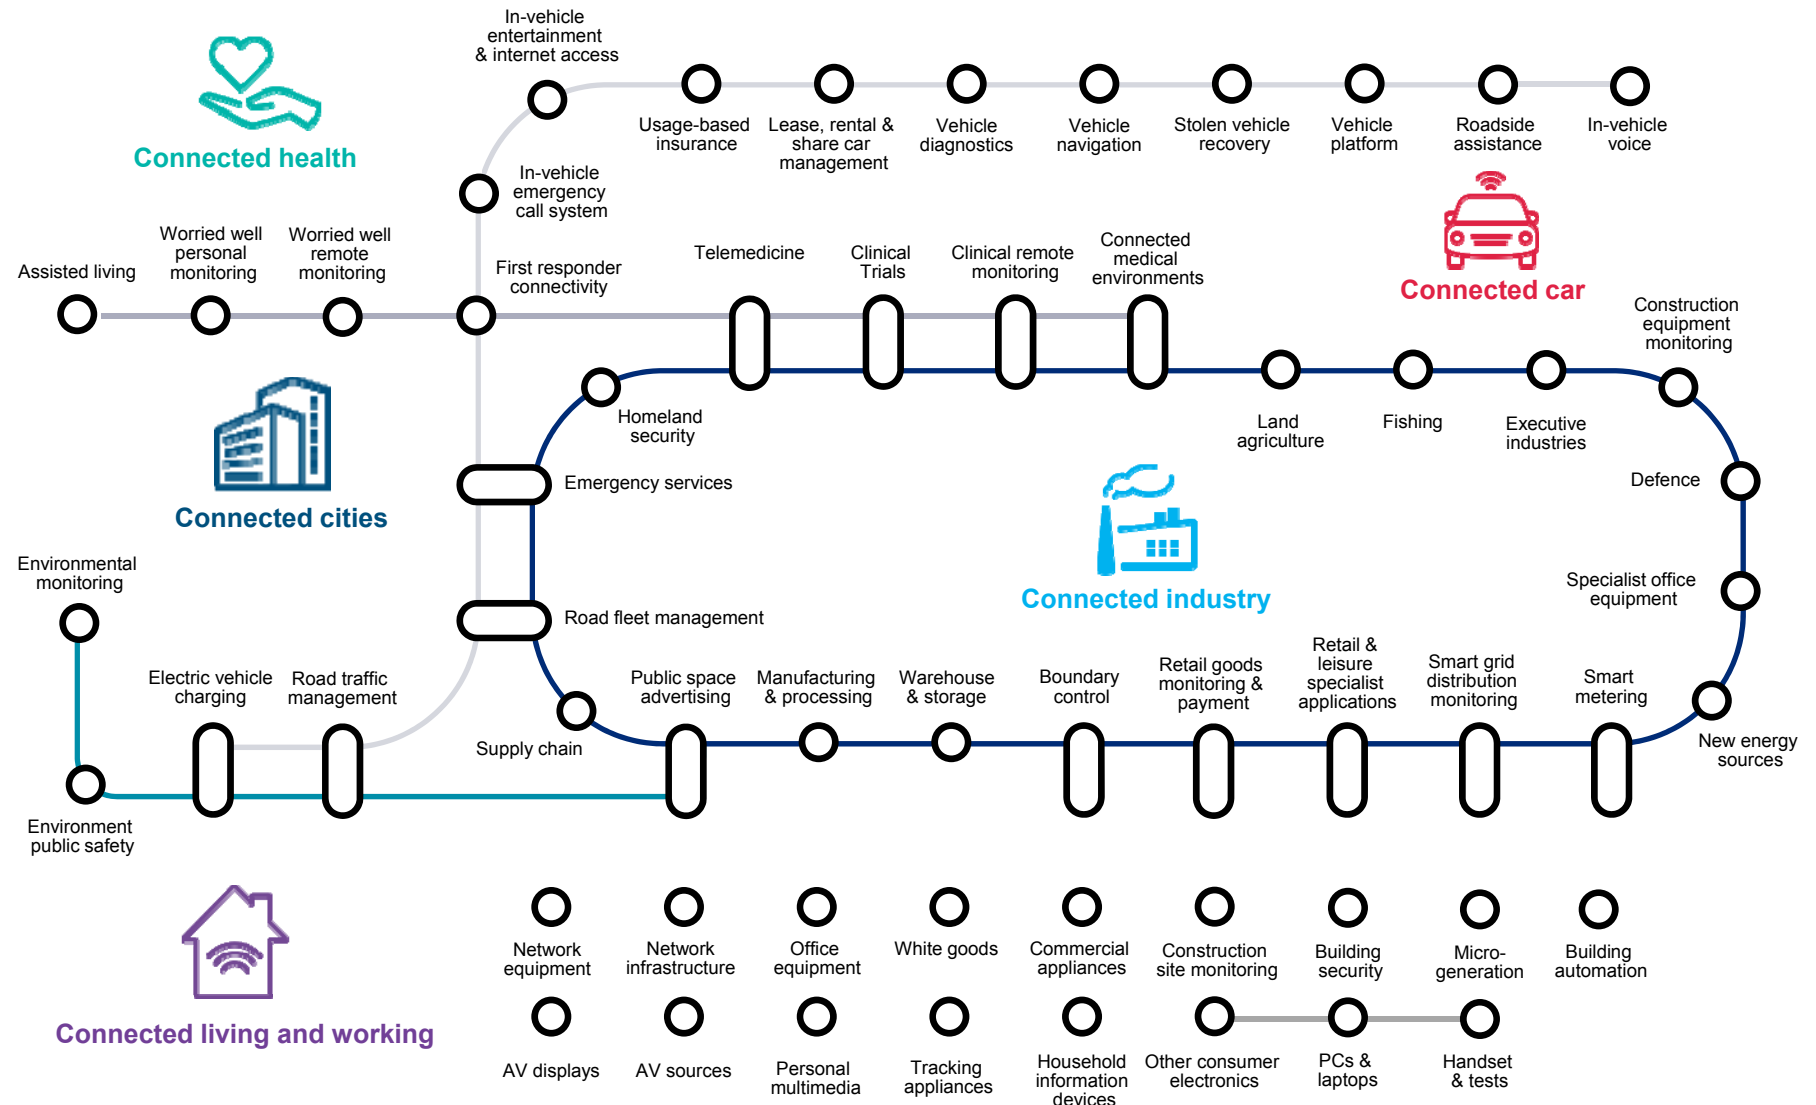 In-vehicle
entertainment
& internet access
Connected health
Usage-based
insurance
Lease, rental &
share car
management
Vehicle
diagnostics
Vehicle
navigation
Stolen vehicle
recovery
Vehicle
platform
Roadside
assistance
In-vehicle
voice
In-vehicle
emergency
call system
Assisted living
Worried well
personal
monitoring
Worried well
remote
monitoring
First responder
connectivity
Telemedicine
Clinical
Trials
Clinical remote
monitoring
Connected
medical
environments
Connected car
Construction
equipment
monitoring
Homeland
security
Land
agriculture
Fishing
Executive
industries
Emergency services
Defence
Connected cities
Environmental
monitoring
Connected industry
Specialist office
equipment
Road fleet management
Electric vehicle
charging
Road traffic
management
Supply chain
Public space
advertising
Manufacturing
& processing
Warehouse
& storage
Boundary
control
Retail goods
monitoring &
payment
Retail &
leisure
specialist
applications
Smart grid
distribution
monitoring
Smart
metering
New energy
sources
Environment
public safety
Connected living and working
Network
equipment
Network
infrastructure
Office
equipment
White goods
Commercial
appliances
Construction
site monitoring
Building
security
Micro-
generation
Building
automation
AV displays
AV sources
Personal
multimedia
Tracking
appliances
Household
information
devices
Other consumer
electronics
PCs &
laptops
Handset
& tests